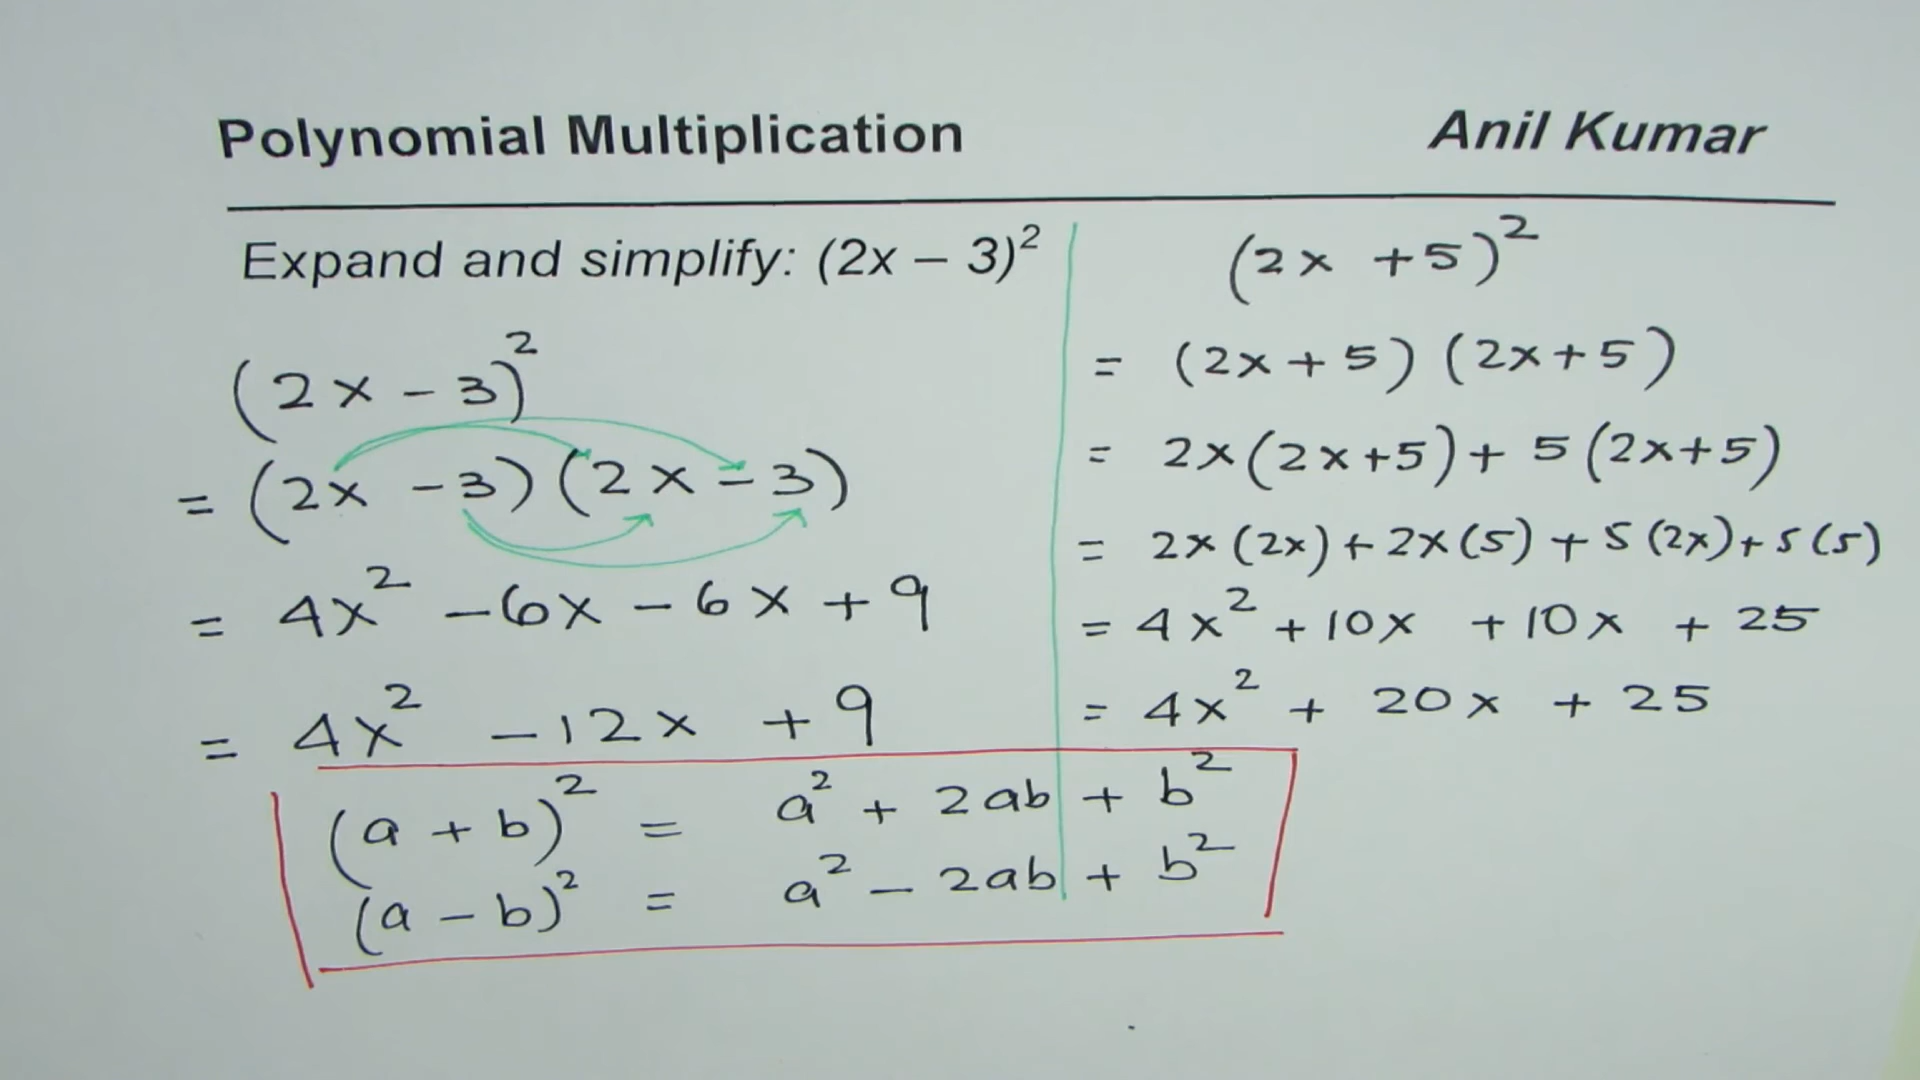 Polynomial Multiplication Anil Kumar
Expand and simplify: (2x – 3)²
(2x - 3)²
= (2x - 3)(2x - 3)
= 4x² - 6x - 6x + 9
= 4x² - 12x + 9
(2x + 5)²
= (2x + 5)(2x + 5)
= 2x(2x+5) + 5(2x+5)
= 2x(2x) + 2x(5) + 5(2x) + 5(5)
= 4x² + 10x + 10x + 25
= 4x² + 20x + 25
(a + b)² = a² + 2ab + b²
(a - b)² = a² - 2ab + b²